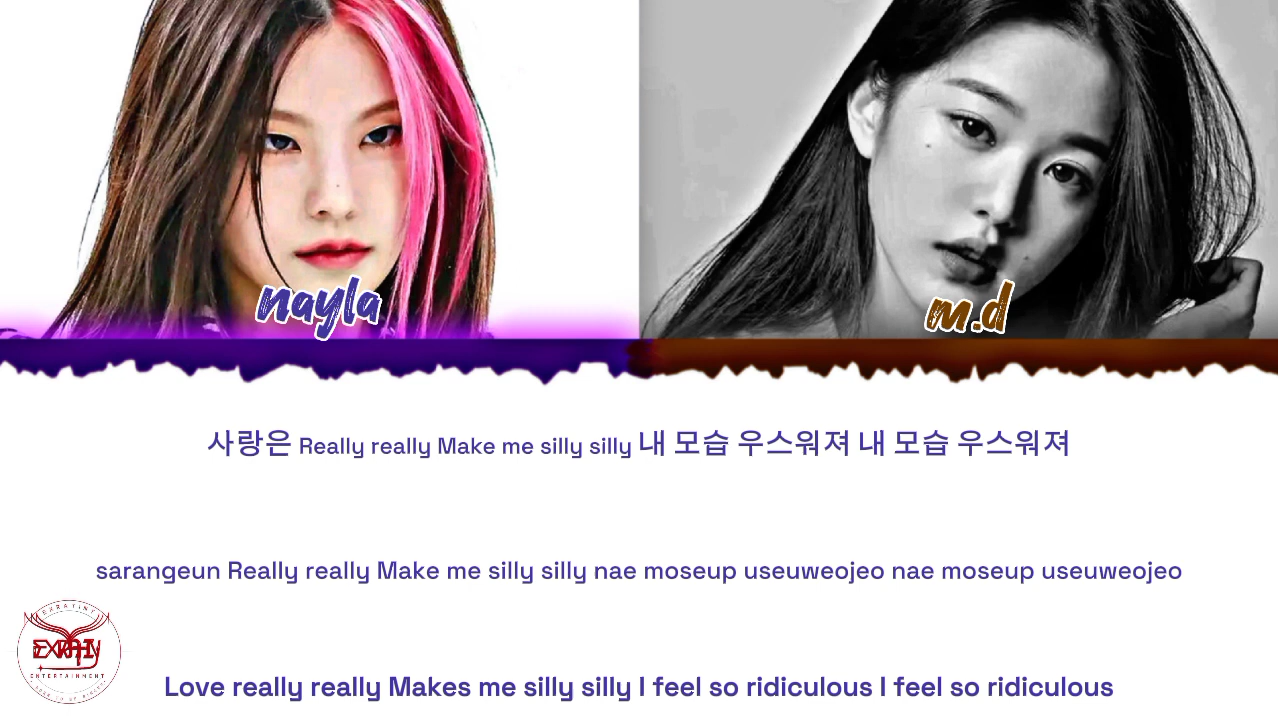 nayla
m.d
사랑은 Really really Make me silly silly 내 모습 우스워져 내 모습 우스워져
sarangeun Really really Make me silly silly nae moseup useuweojeo nae moseup useuweojeo
EXRATINY
ENTERTAINMENT
Love really really Makes me silly silly I feel so ridiculous I feel so ridiculous